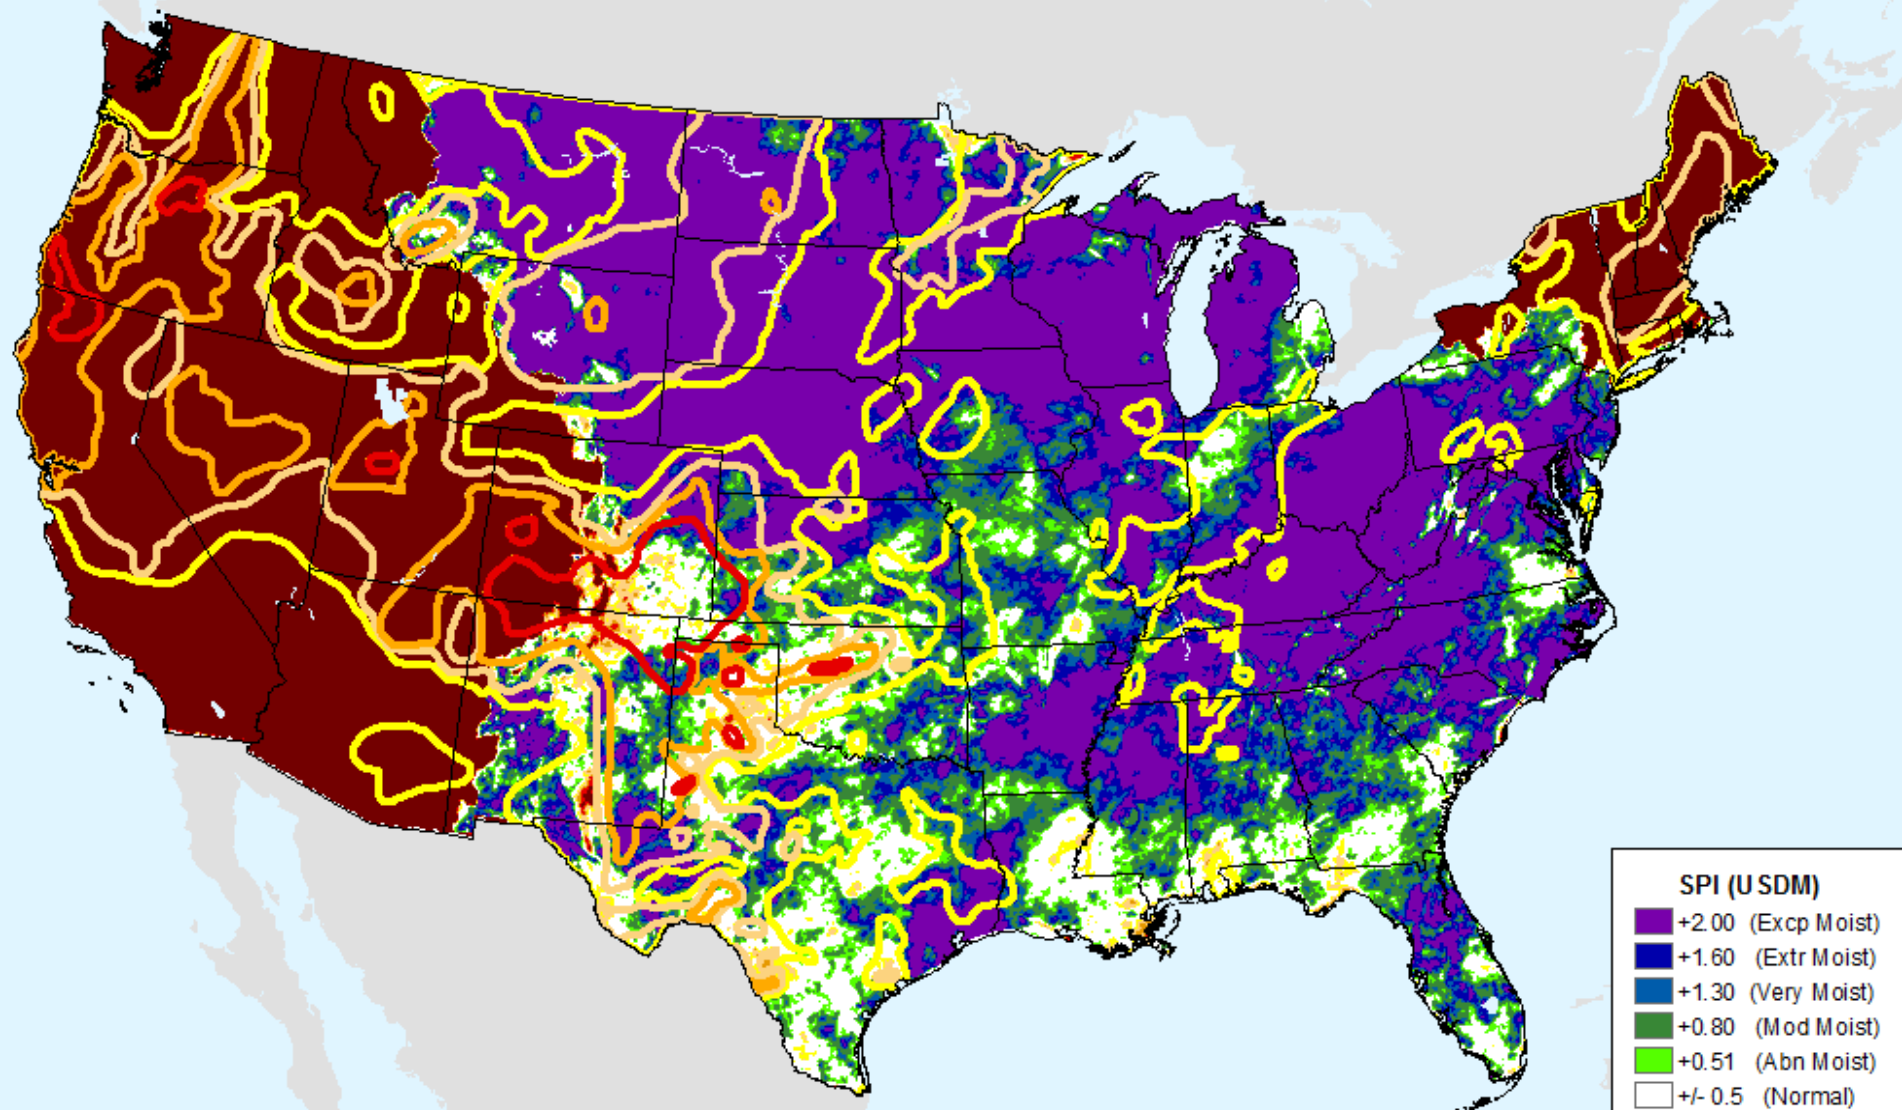 SPI (USDM)
+2.00 (Excp Moist)
+1.60 (Extr Moist)
+1.30 (Very Moist)
+0.80 (Mod Moist)
+0.51 (Abn Moist)
+/- 0.5 (Normal)